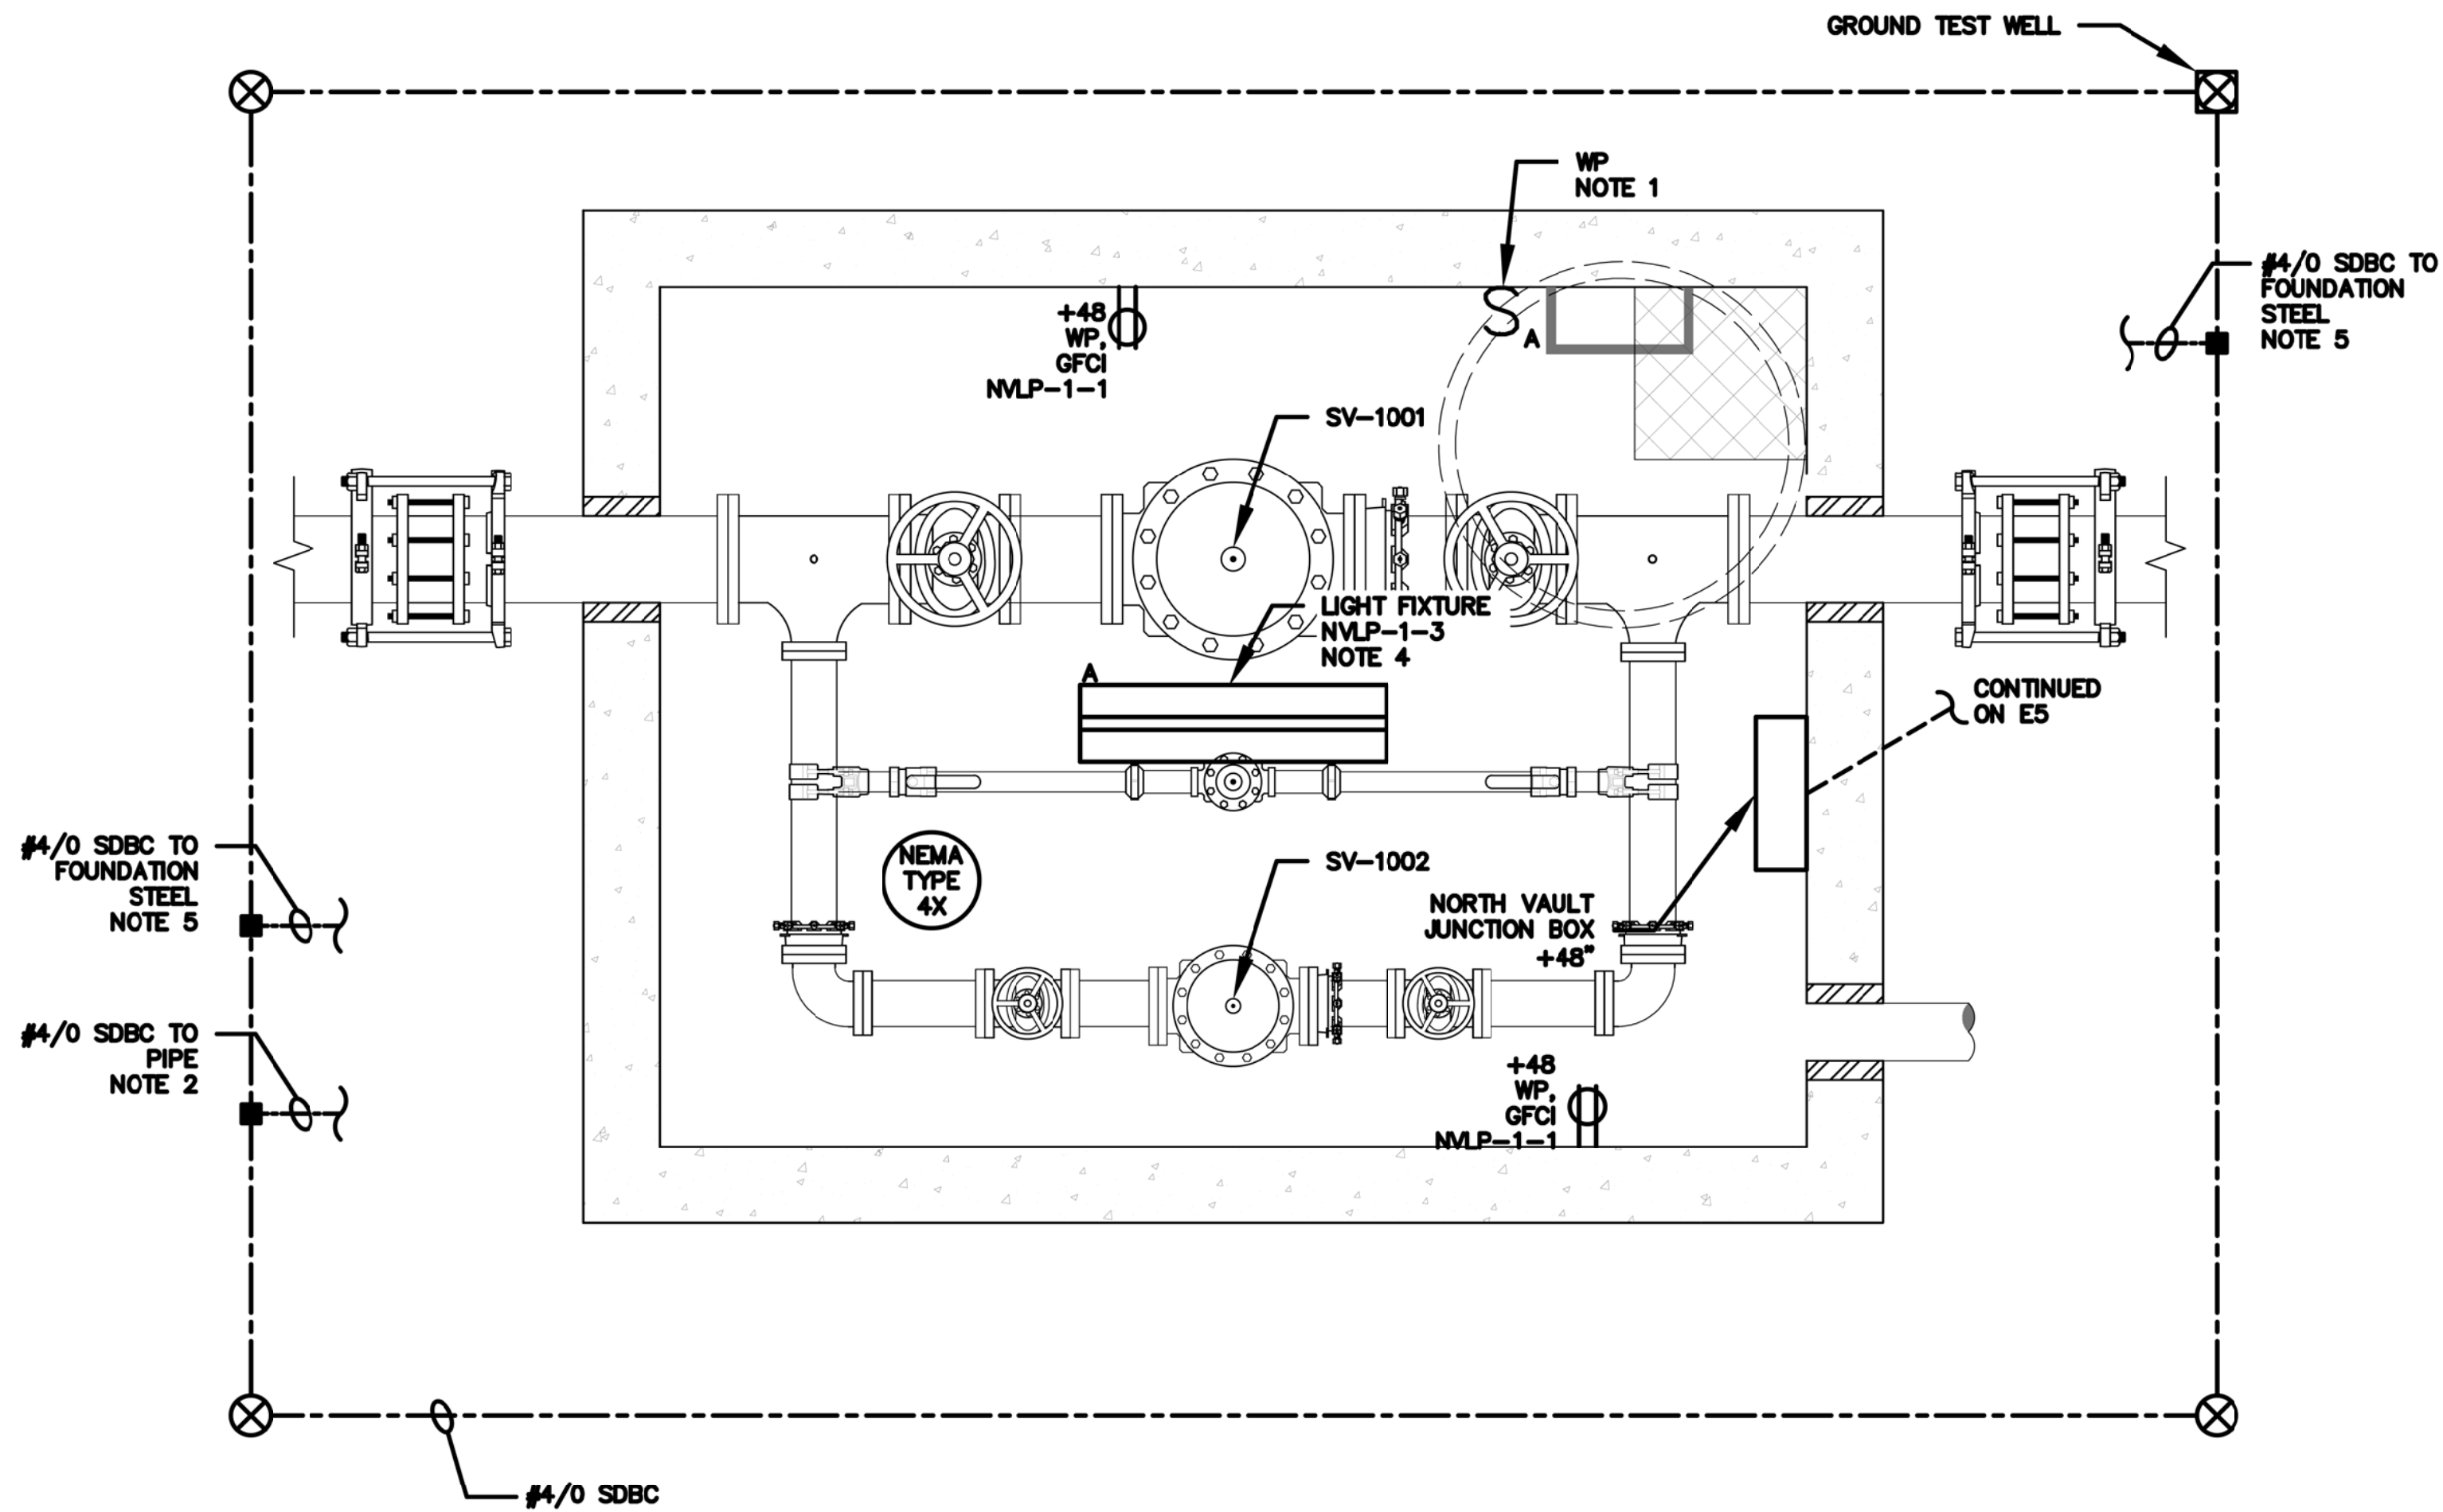 GROUND TEST WELL
WP
NOTE 1
#4/0 SDBC TO
FOUNDATION
STEEL
NOTE 5
+48
WP,
GFCI
NVLP-1-1
S
A
SV-1001
LIGHT FIXTURE
NVLP-1-3
NOTE 4
A
CONTINUED
ON E5
#4/0 SDBC TO
FOUNDATION
STEEL
NOTE 5
NEMA
TYPE
4X
SV-1002
NORTH VAULT
JUNCTION BOX
+48"
#4/0 SDBC TO
PIPE
NOTE 2
+48
WP,
GFCI
NVLP-1-1
#4/0 SDBC